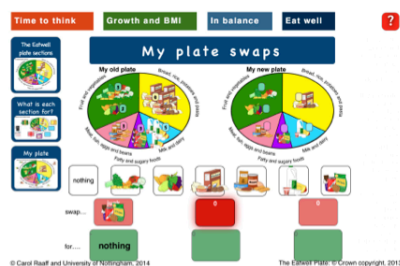 Time to think
Growth and BMI
In balance
Eat well
?
The Eatwell
plate sections
My plate swaps
My old plate
My new plate
Fruit and vegetables
Bread, rice, potatoes and pasta
Fruit and vegetables
Bread, rice, potatoes and pasta
What is each
section for?
Meat, fish, eggs and beans
Milk and dairy
Meat, fish, eggs and beans
Milk and dairy
Fatty and sugary foods
Fatty and sugary foods
My plate
nothing
swap...
0
0
for....
nothing
© Carol Raaff and University of Nottingham, 2014
The Eatwell Plate: © Crown copyright, 2013